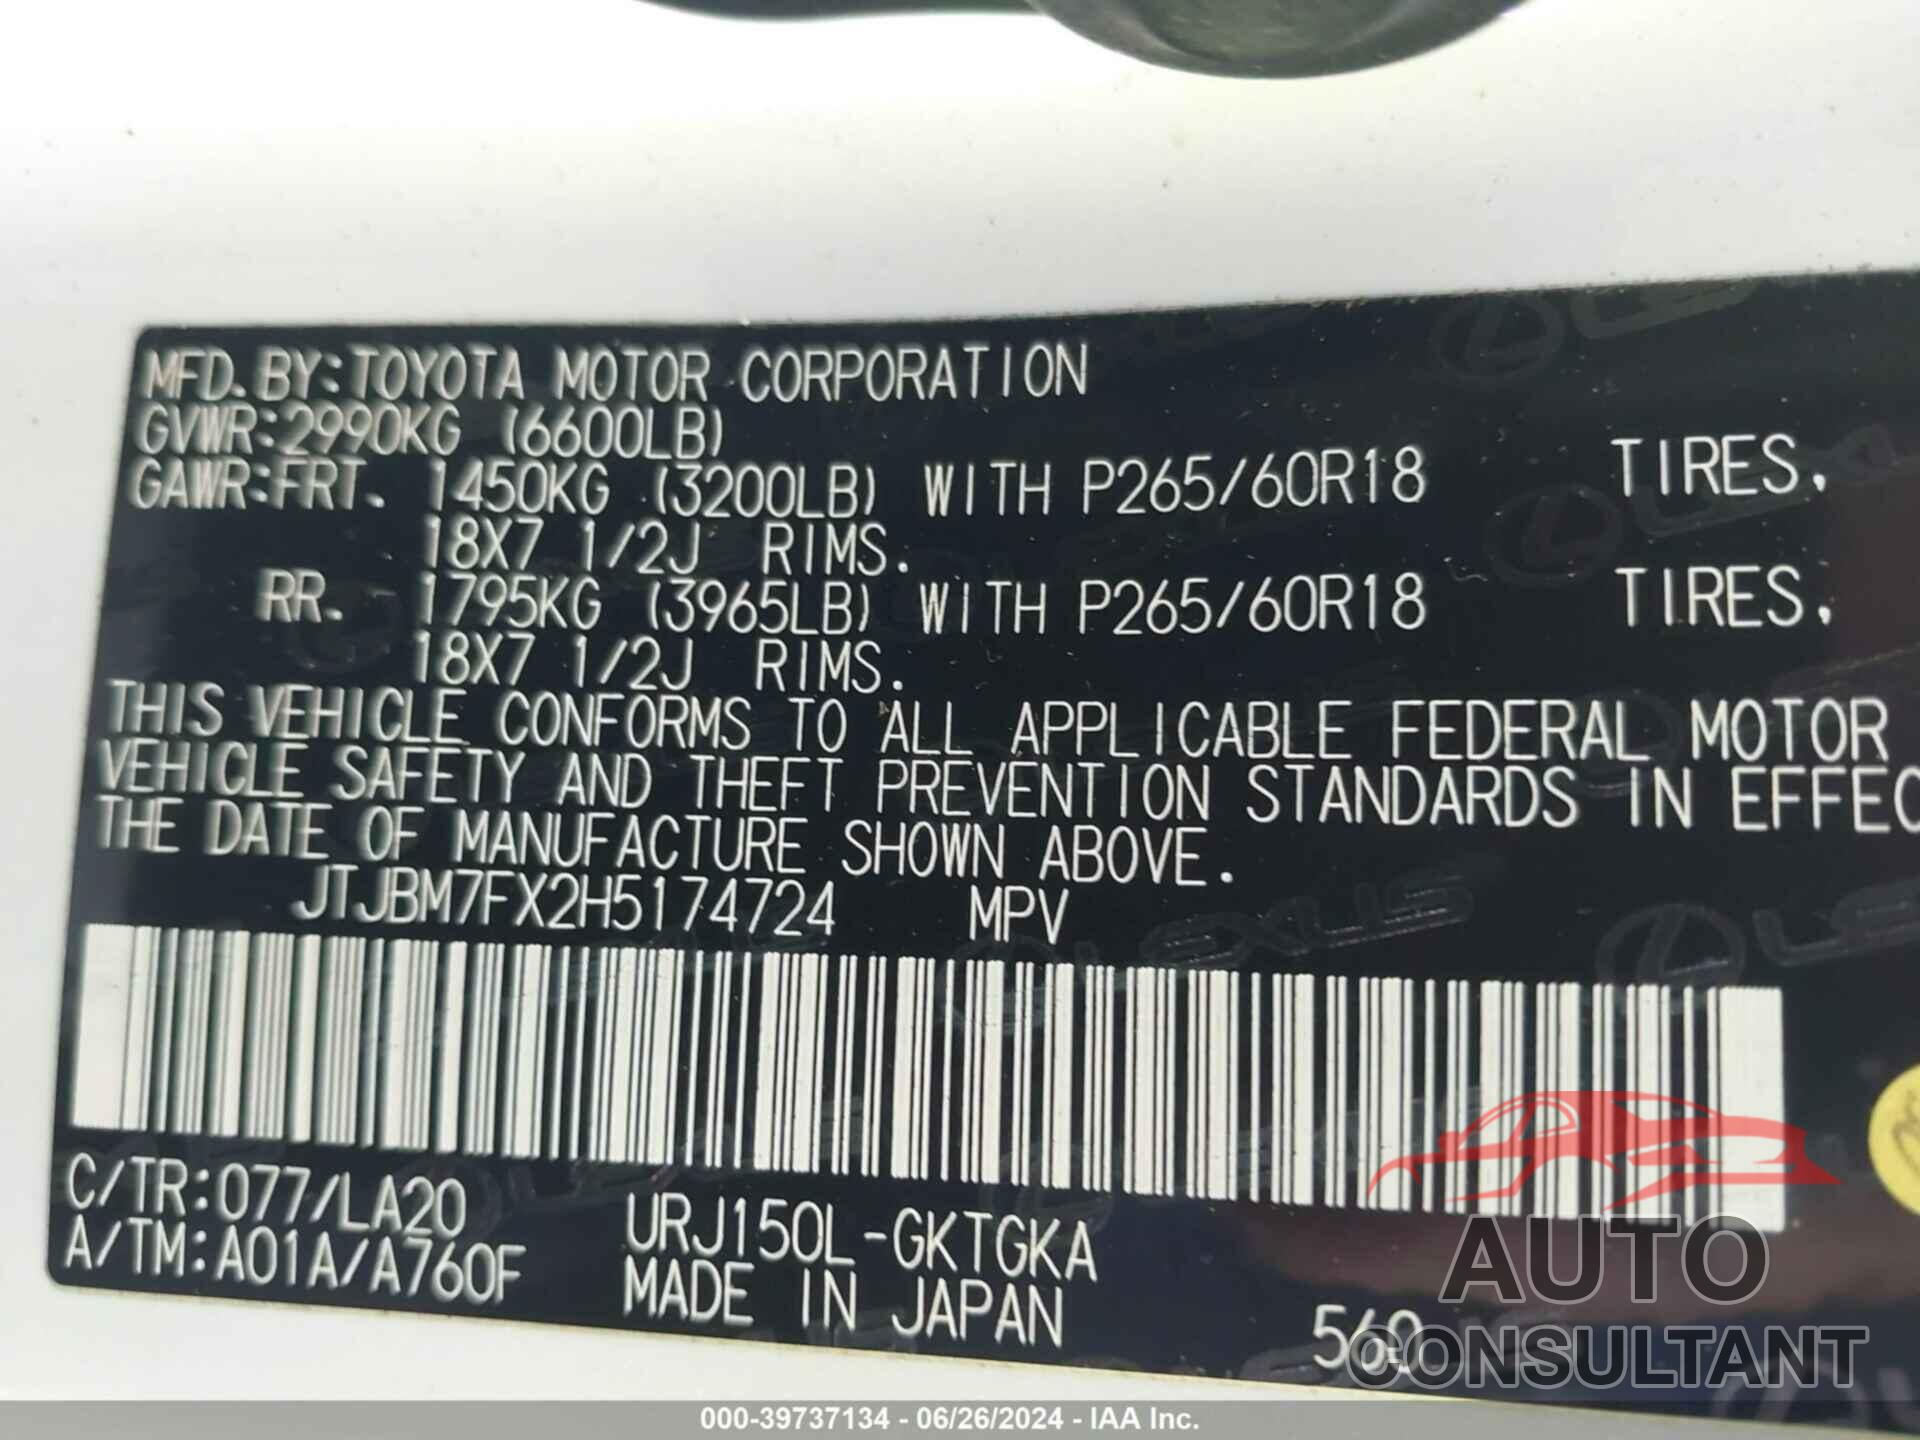 MFD. BY: TOYOTA MOTOR CORPORATION
GVWR: 2990KG (6600LB)
GAWR: FRT. 1450KG (3200LB) WITH P265/60R18 TIRES,
18X7 1/2J RIMS.
RR. 1795KG (3965LB) WITH P265/60R18 TIRES,
18X7 1/2J RIMS.
THIS VEHICLE CONFORMS TO ALL APPLICABLE FEDERAL MOTOR
VEHICLE SAFETY AND THEFT PREVENTION STANDARDS IN EFFEC
THE DATE OF MANUFACTURE SHOWN ABOVE.
JTJBM7FX2H5174724 MPV
C/TR: 077/LA20
A/TM: A01A/A760F
URJ150L-GKTGKA
MADE IN JAPAN
AUTO
CONSULTANT
000-39737134 - 06/26/2024 - IAA Inc.